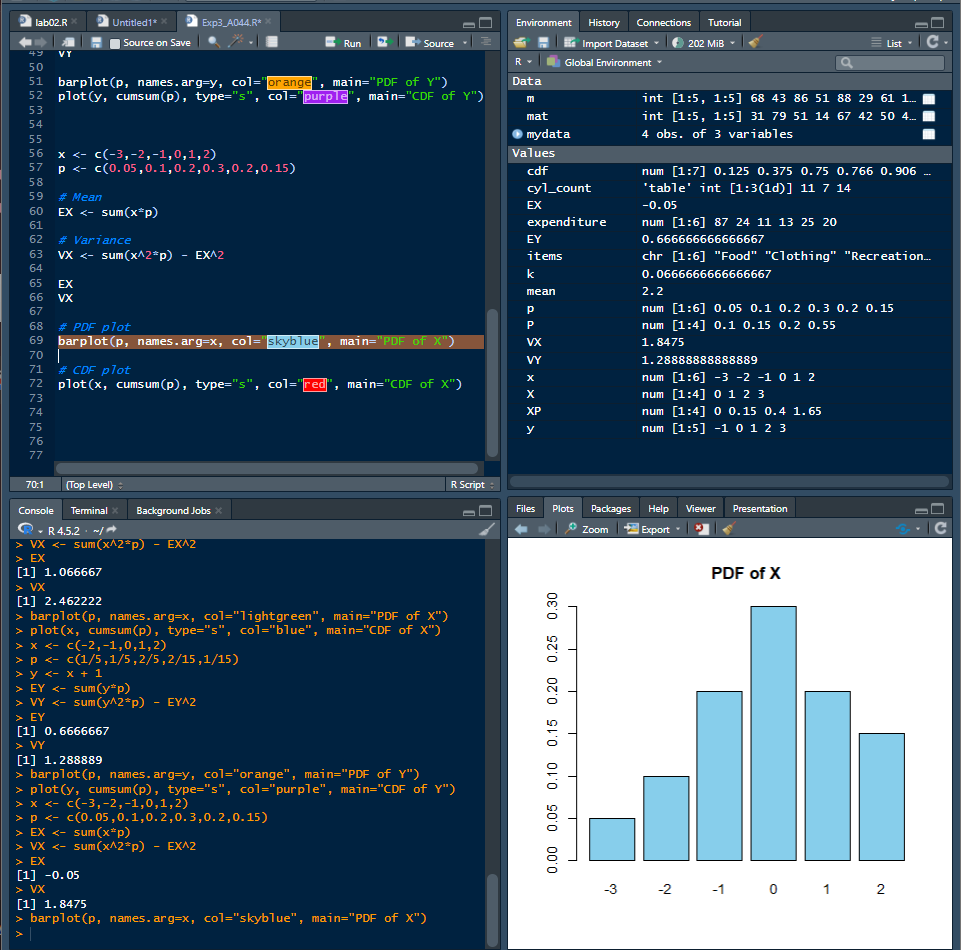 lab02.R
Untitled1*
Exp3_A044.R*
Source on Save
Run
Source
49 VY
50
51 barplot(p, names.arg=y, col="orange", main="PDF of Y")
52 plot(y, cumsum(p), type="s", col="purple", main="CDF of Y")
53
54
55
56 x <- c(-3,-2,-1,0,1,2)
57 p <- c(0.05,0.1,0.2,0.3,0.2,0.15)
58
59 # Mean
60 EX <- sum(x*p)
61
62 # Variance
63 VX <- sum(x^2*p) - EX^2
64
65 EX
66 VX
67
68 # PDF plot
69 barplot(p, names.arg=x, col="skyblue", main="PDF of X")
70
71 # CDF plot
72 plot(x, cumsum(p), type="s", col="red", main="CDF of X")
73
74
75
76
77
70:1 (Top Level) R Script
Environment History Connections Tutorial
Import Dataset 202 MiB List
R Global Environment
Data
m int [1:5, 1:5] 68 43 86 51 88 29 61 1…
mat int [1:5, 1:5] 31 79 51 14 67 42 50 4…
mydata 4 obs. of 3 variables
Values
cdf num [1:7] 0.125 0.375 0.75 0.766 0.906 …
cyl_count 'table' int [1:3(1d)] 11 7 14
EX -0.05
expenditure num [1:6] 87 24 11 13 25 20
EY 0.666666666666667
items chr [1:6] "Food" "Clothing" "Recreation…
k 0.0666666666666667
mean 2.2
p num [1:6] 0.05 0.1 0.2 0.3 0.2 0.15
P num [1:4] 0.1 0.15 0.2 0.55
VX 1.8475
VY 1.28888888888889
x num [1:6] -3 -2 -1 0 1 2
X num [1:4] 0 1 2 3
XP num [1:4] 0 0.15 0.4 1.65
y num [1:5] -1 0 1 2 3
Console Terminal Background Jobs
R 4.5.2 · ~/
> VX <- sum(x^2*p) - EX^2
> EX
[1] 1.066667
> VX
[1] 2.462222
> barplot(p, names.arg=x, col="lightgreen", main="PDF of X")
> plot(x, cumsum(p), type="s", col="blue", main="CDF of X")
> x <- c(-2,-1,0,1,2)
> p <- c(1/5,1/5,2/5,2/15,1/15)
> y <- x + 1
> EY <- sum(y*p)
> VY <- sum(y^2*p) - EY^2
> EY
[1] 0.6666667
> VY
[1] 1.288889
> barplot(p, names.arg=y, col="orange", main="PDF of Y")
> plot(y, cumsum(p), type="s", col="purple", main="CDF of Y")
> x <- c(-3,-2,-1,0,1,2)
> p <- c(0.05,0.1,0.2,0.3,0.2,0.15)
> EX <- sum(x*p)
> VX <- sum(x^2*p) - EX^2
> EX
[1] -0.05
> VX
[1] 1.8475
> barplot(p, names.arg=x, col="skyblue", main="PDF of X")
>
Files Plots Packages Help Viewer Presentation
Zoom Export
PDF of X
0.30
0.25
0.20
0.15
0.10
0.05
0.00
-3 -2 -1 0 1 2